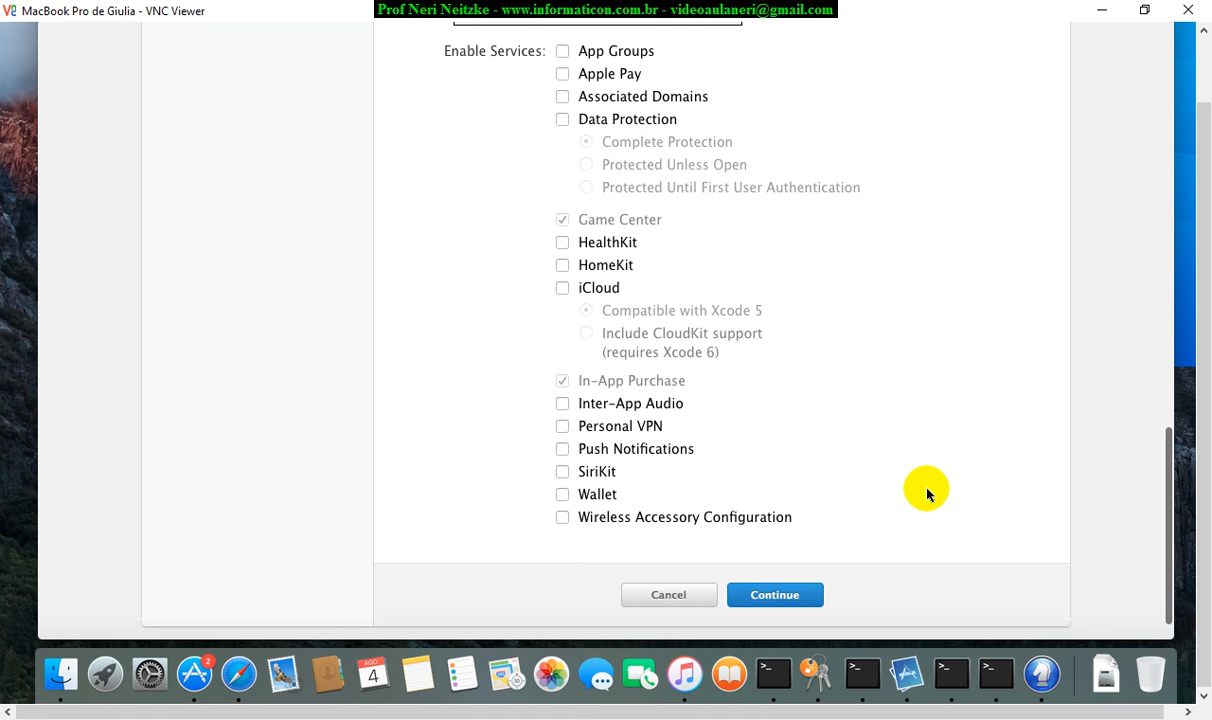 MacBook Pro de Giulia - VNC Viewer
Prof Neri Neitzke - www.informaticon.com.br - videoaulaneri@gmail.com
Enable Services:
App Groups
Apple Pay
Associated Domains
Data Protection
Complete Protection
Protected Unless Open
Protected Until First User Authentication
Game Center
HealthKit
HomeKit
iCloud
Compatible with Xcode 5
Include CloudKit support
(requires Xcode 6)
In-App Purchase
Inter-App Audio
Personal VPN
Push Notifications
SiriKit
Wallet
Wireless Accessory Configuration
Cancel
Continue
2
AGO
4